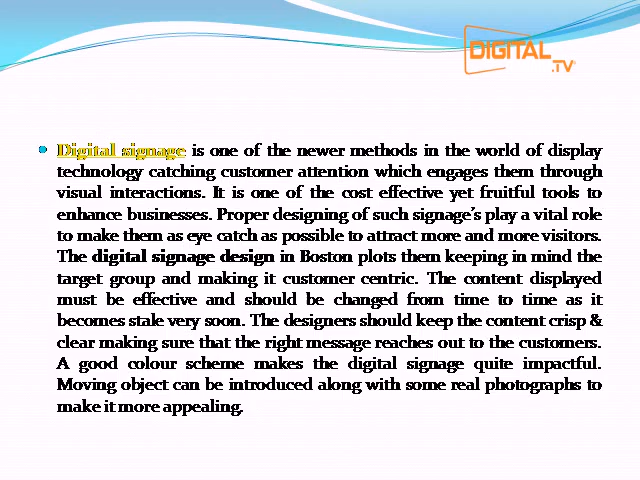 DIGITAL
.TV
Digital signage is one of the newer methods in the world of display
technology catching customer attention which engages them through
visual interactions. It is one of the cost effective yet fruitful tools to
enhance businesses. Proper designing of such signage's play a vital role
to make them as eye catch as possible to attract more and more visitors.
The digital signage design in Boston plots them keeping in mind the
target group and making it customer centric. The content displayed
must be effective and should be changed from time to time as it
becomes stale very soon. The designers should keep the content crisp &
clear making sure that the right message reaches out to the customers.
A good colour scheme makes the digital signage quite impactful.
Moving object can be introduced along with some real photographs to
make it more appealing.